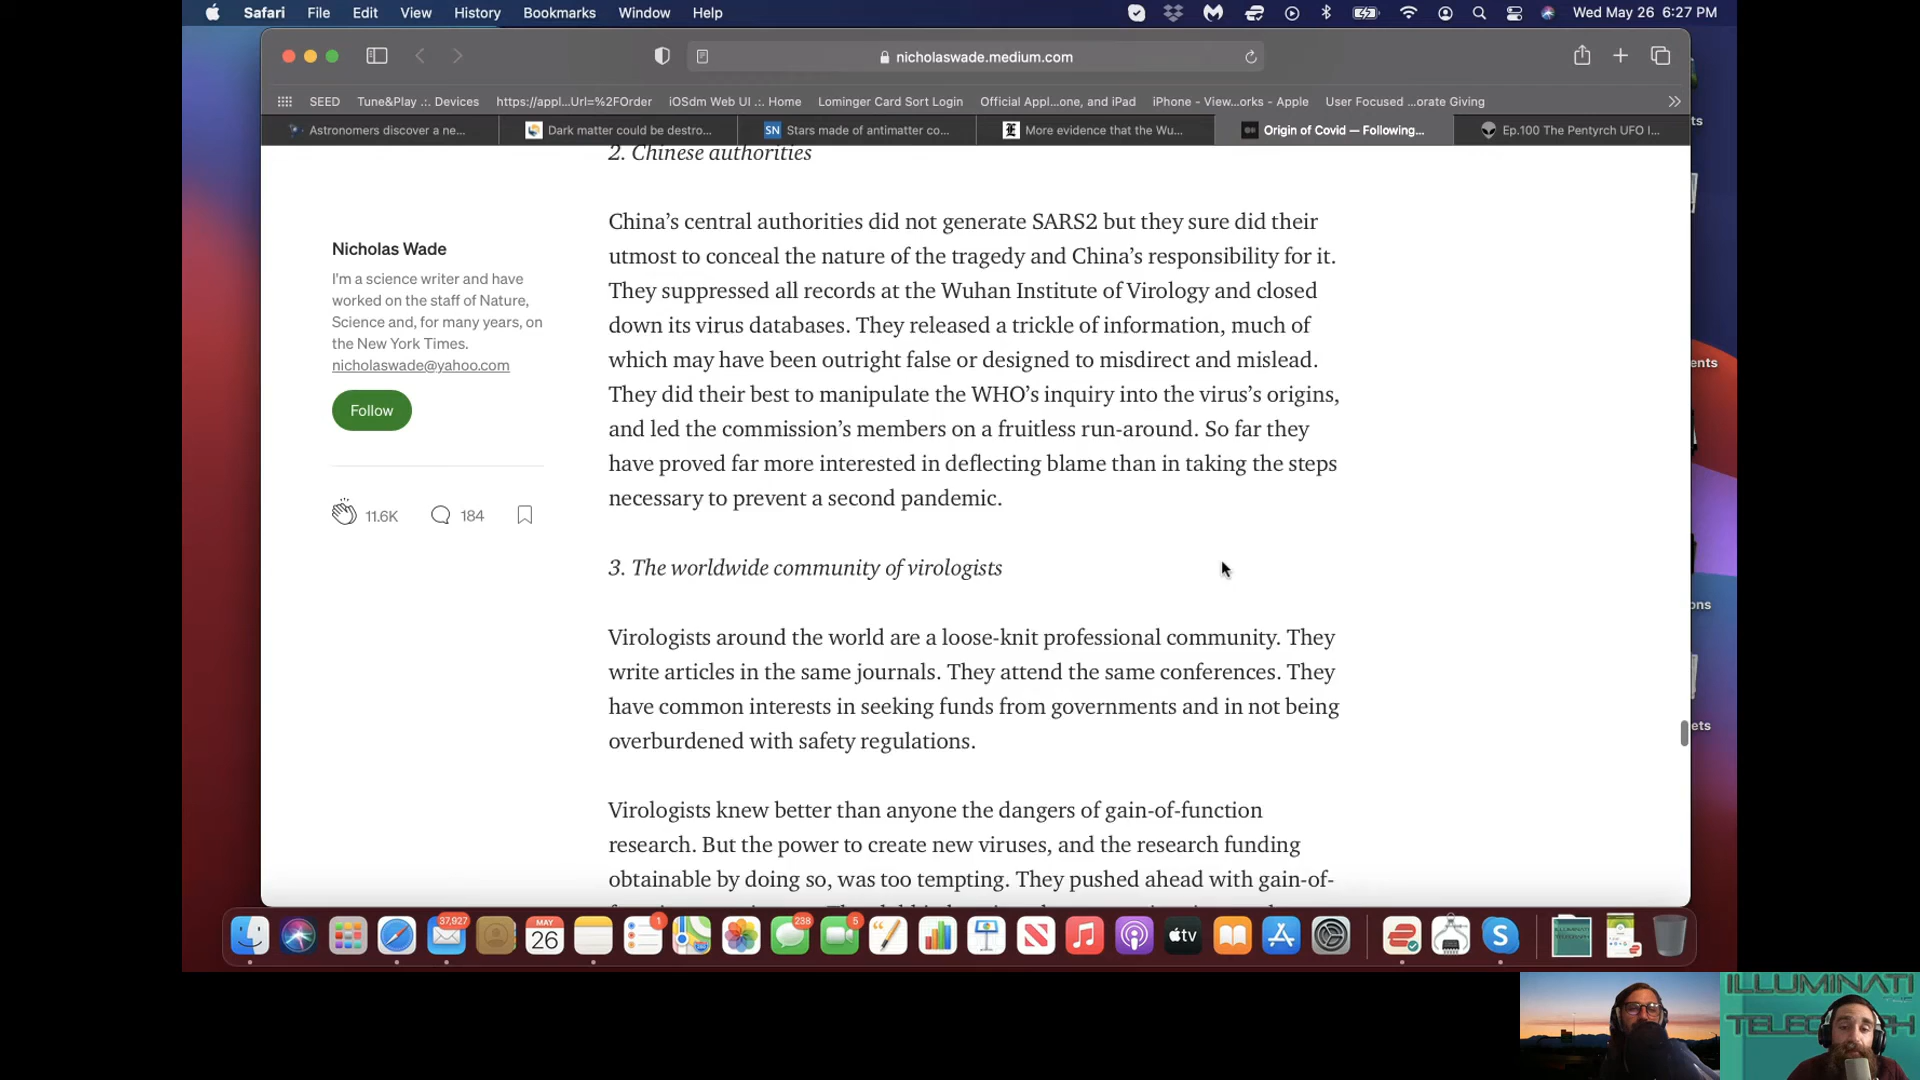 Safari File Edit View History Bookmarks Window Help Wed May 26 6:27 PM
nicholaswade.medium.com
SEED Tune&Play .:. Devices https://appl...Url=%2FOrder iOSdm Web UI .:. Home Lominger Card Sort Login Official Appl...one, and iPad iPhone - View...orks - Apple User Focused ...orate Giving
Astronomers discover a ne... Dark matter could be destro... SN Stars made of antimatter co... More evidence that the Wu... Origin of Covid — Following... Ep.100 The Pentyrch UFO I...
2. Chinese authorities
China's central authorities did not generate SARS2 but they sure did their
utmost to conceal the nature of the tragedy and China's responsibility for it.
They suppressed all records at the Wuhan Institute of Virology and closed
down its virus databases. They released a trickle of information, much of
which may have been outright false or designed to misdirect and mislead.
They did their best to manipulate the WHO's inquiry into the virus's origins,
and led the commission's members on a fruitless run-around. So far they
have proved far more interested in deflecting blame than in taking the steps
necessary to prevent a second pandemic.
3. The worldwide community of virologists
Virologists around the world are a loose-knit professional community. They
write articles in the same journals. They attend the same conferences. They
have common interests in seeking funds from governments and in not being
overburdened with safety regulations.
Virologists knew better than anyone the dangers of gain-of-function
research. But the power to create new viruses, and the research funding
obtainable by doing so, was too tempting. They pushed ahead with gain-of-
Nicholas Wade
I'm a science writer and have
worked on the staff of Nature,
Science and, for many years, on
the New York Times.
nicholaswade@yahoo.com
Follow
11.6K 184
ts
ents
ons
ets
37,927 MAY 26 1 238 5 tv S
ILLUMINATI